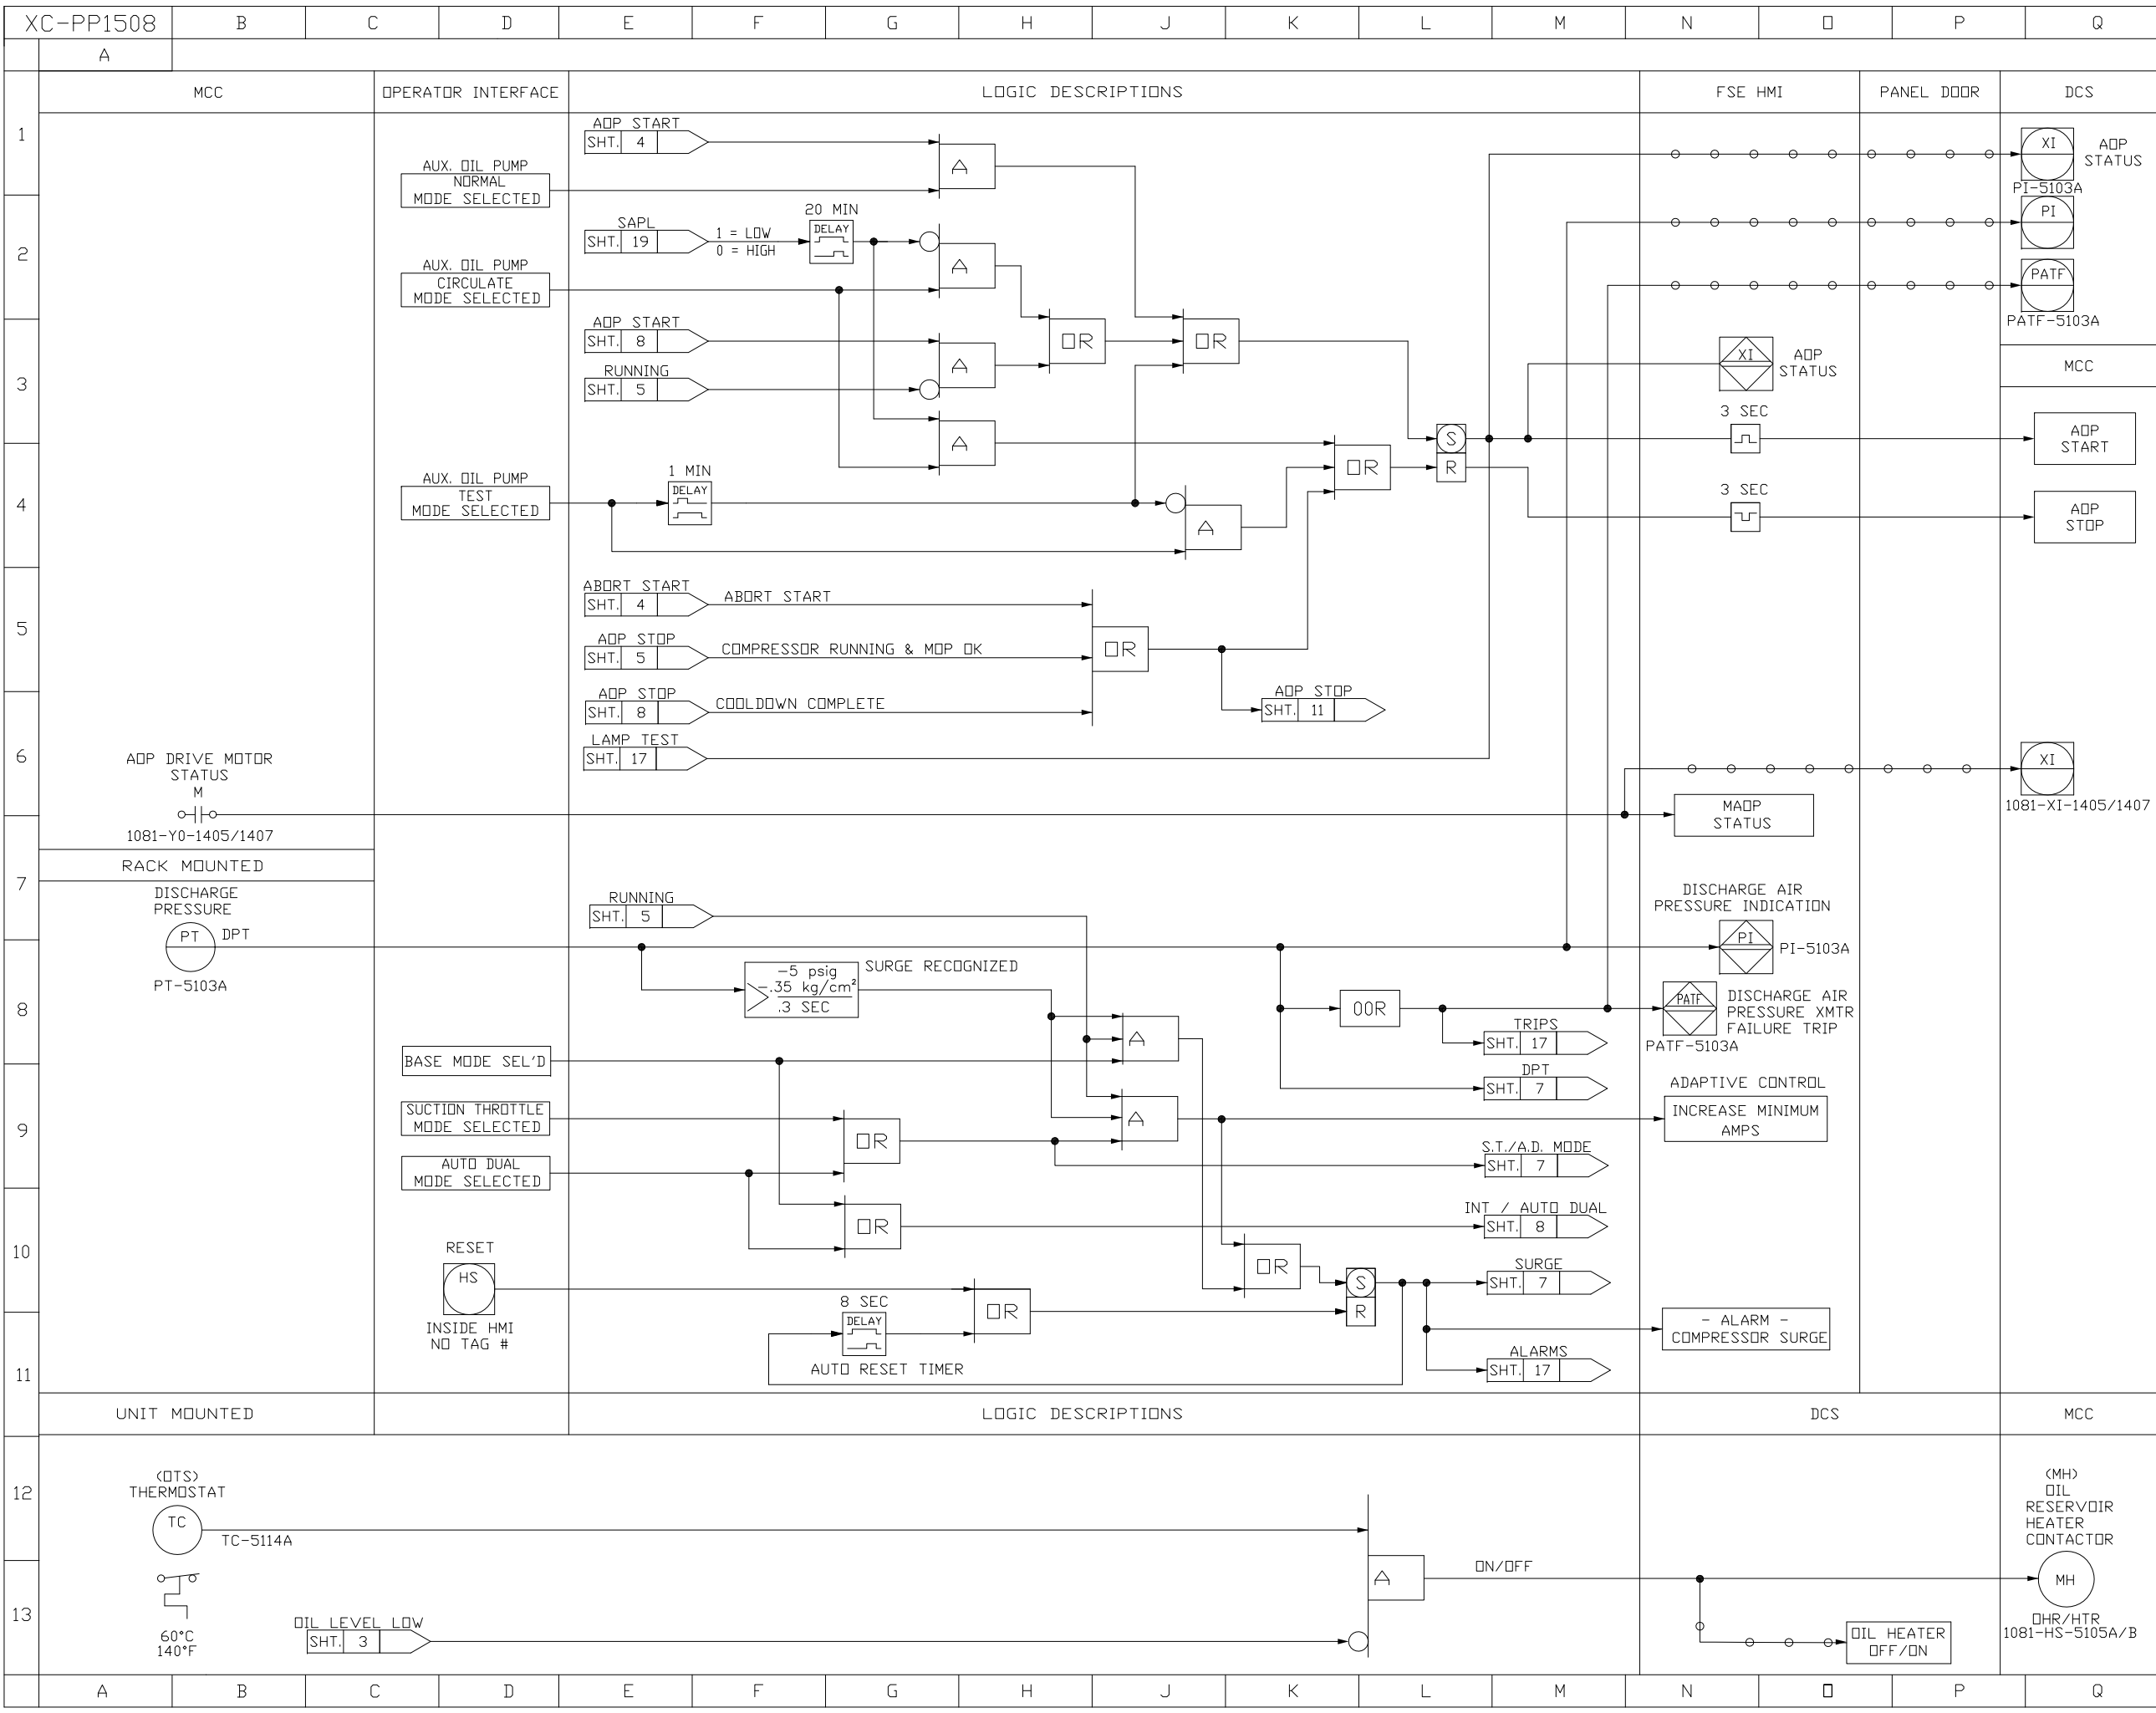 XC-PP1508
B
C
D
E
F
G
H
J
K
L
M
N
O
P
Q
A
MCC
OPERATOR INTERFACE
LOGIC DESCRIPTIONS
FSE HMI
PANEL DOOR
DCS
1
AOP START
SHT. 4
A
AUX. OIL PUMP
NORMAL
MODE SELECTED
XI
AOP
STATUS
PI-5103A
2
SAPL
SHT. 19
1 = LOW
0 = HIGH
20 MIN
DELAY
A
PI
AUX. OIL PUMP
CIRCULATE
MODE SELECTED
PATF
PATF-5103A
3
AOP START
SHT. 8
RUNNING
SHT. 5
A
OR
OR
XI
AOP
STATUS
MCC
3 SEC
A
S
R
OR
AOP
START
4
AUX. OIL PUMP
TEST
MODE SELECTED
1 MIN
DELAY
A
3 SEC
AOP
STOP
5
ABORT START
SHT. 4
ABORT START
AOP STOP
SHT. 5
COMPRESSOR RUNNING & MOP OK
OR
AOP STOP
SHT. 8
COOLDOWN COMPLETE
AOP STOP
SHT. 11
6
LAMP TEST
SHT. 17
AOP DRIVE MOTOR
STATUS
M
1081-Y0-1405/1407
XI
1081-XI-1405/1407
MAOP
STATUS
RACK MOUNTED
7
DISCHARGE
PRESSURE
PT
DPT
PT-5103A
RUNNING
SHT. 5
DISCHARGE AIR
PRESSURE INDICATION
PI
PI-5103A
8
-5 psig
-.35 kg/cm²
.3 SEC
SURGE RECOGNIZED
OOR
PATF
DISCHARGE AIR
PRESSURE XMTR
FAILURE TRIP
PATF-5103A
TRIPS
SHT. 17
A
BASE MODE SEL'D
DPT
SHT. 7
9
SUCTION THROTTLE
MODE SELECTED
OR
A
ADAPTIVE CONTROL
INCREASE MINIMUM
AMPS
AUTO DUAL
MODE SELECTED
S.T./A.D. MODE
SHT. 7
10
OR
INT / AUTO DUAL
SHT. 8
RESET
HS
INSIDE HMI
NO TAG #
OR
OR
S
R
SURGE
SHT. 7
8 SEC
DELAY
AUTO RESET TIMER
- ALARM -
COMPRESSOR SURGE
11
ALARMS
SHT. 17
UNIT MOUNTED
LOGIC DESCRIPTIONS
DCS
MCC
12
(OTS)
THERMOSTAT
TC
TC-5114A
(MH)
OIL
RESERVOIR
HEATER
CONTACTOR
MH
OHR/HTR
1081-HS-5105A/B
13
60°C
140°F
OIL LEVEL LOW
SHT. 3
A
ON/OFF
OIL HEATER
OFF/ON
A
B
C
D
E
F
G
H
J
K
L
M
N
O
P
Q